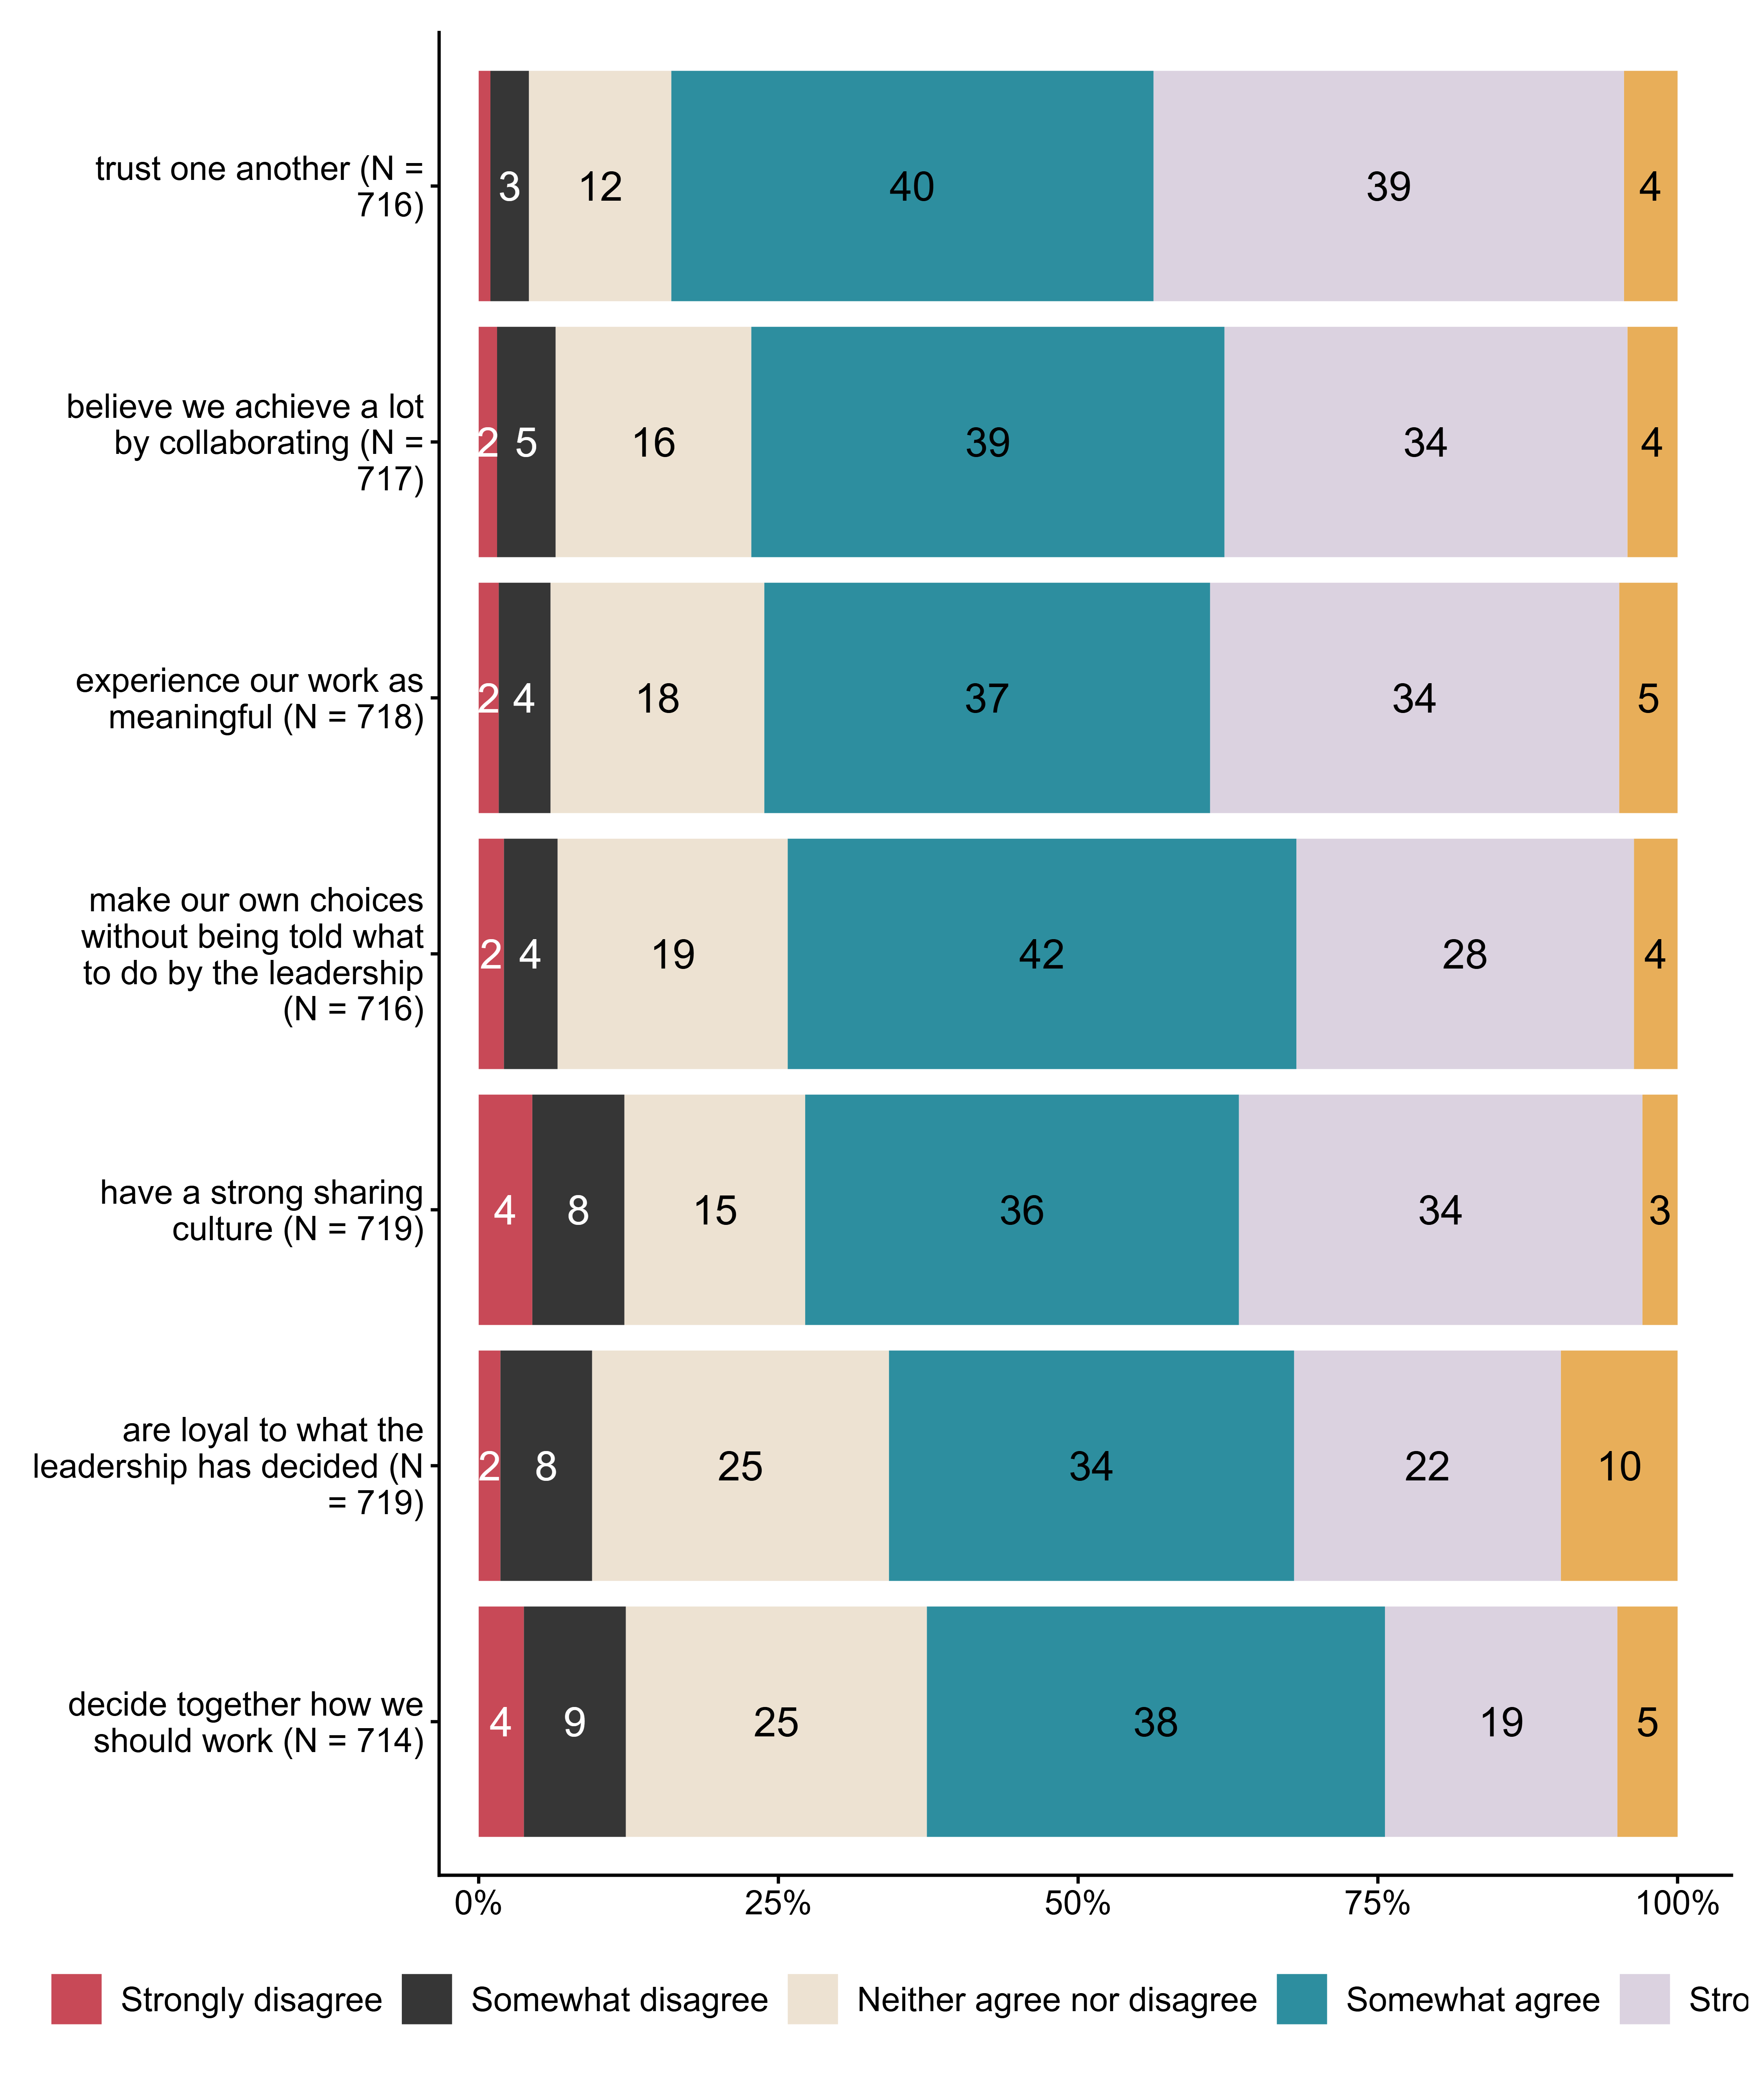 trust one another (N =
716)
3 12 40 39 4
believe we achieve a lot
by collaborating (N =
717)
2 5 16 39 34 4
experience our work as
meaningful (N = 718)
2 4 18 37 34 5
make our own choices
without being told what
to do by the leadership
(N = 716)
2 4 19 42 28 4
have a strong sharing
culture (N = 719)
4 8 15 36 34 3
are loyal to what the
leadership has decided (N
= 719)
2 8 25 34 22 10
decide together how we
should work (N = 714)
4 9 25 38 19 5
0% 25% 50% 75% 100%
Strongly disagree Somewhat disagree Neither agree nor disagree Somewhat agree Stro